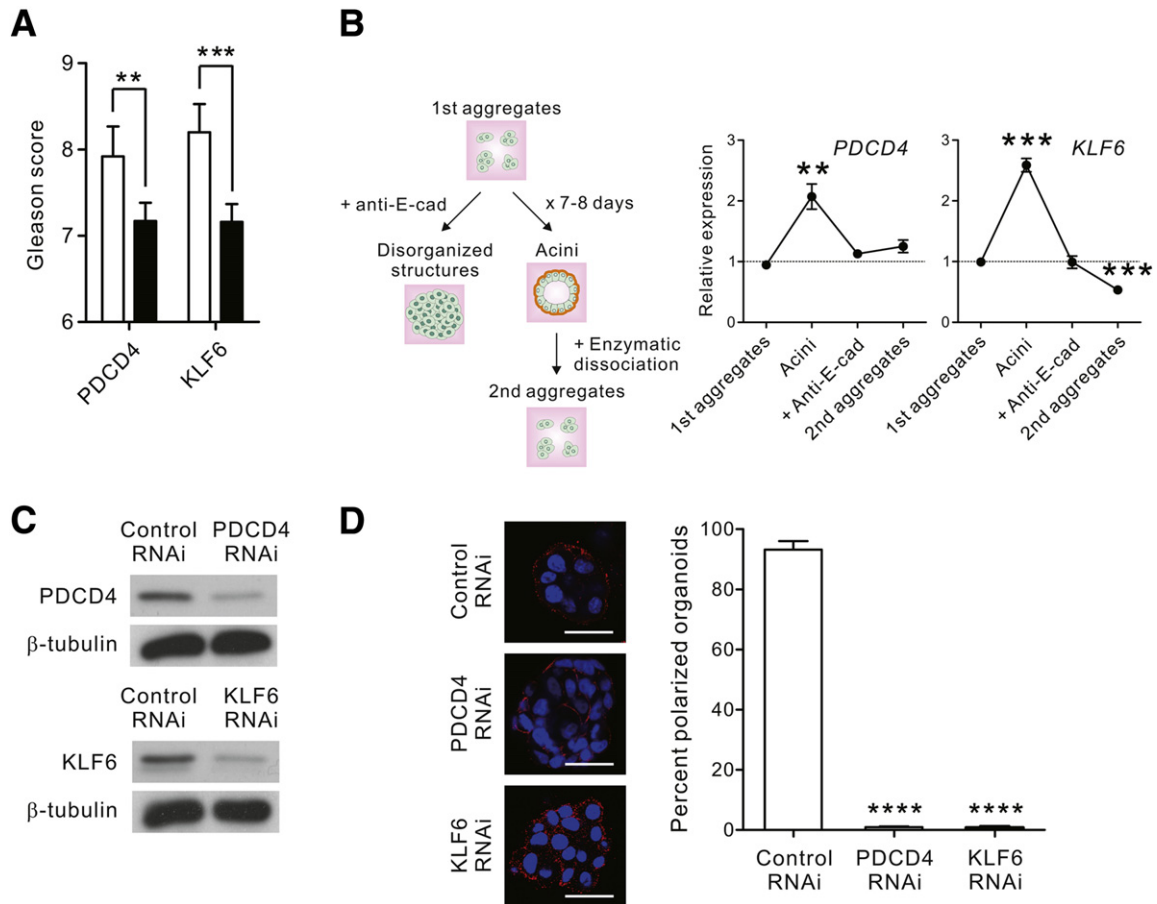 A
Gleason score
9
8
7
6
**
***
PDCD4
KLF6
B
1st aggregates
+ anti-E-cad
x 7-8 days
Disorganized
structures
Acini
+ Enzymatic
dissociation
2nd aggregates
Relative expression
3
2
1
0
PDCD4
**
1st aggregates
Acini
+ Anti-E-cad
2nd aggregates
3
2
1
0
KLF6
***
***
1st aggregates
Acini
+ Anti-E-cad
2nd aggregates
C
Control
RNAi
PDCD4
RNAi
PDCD4
β-tubulin
Control
RNAi
KLF6
RNAi
KLF6
β-tubulin
D
Control
RNAi
PDCD4
RNAi
KLF6
RNAi
Percent polarized organoids
100
80
60
40
20
0
****
****
Control
RNAi
PDCD4
RNAi
KLF6
RNAi